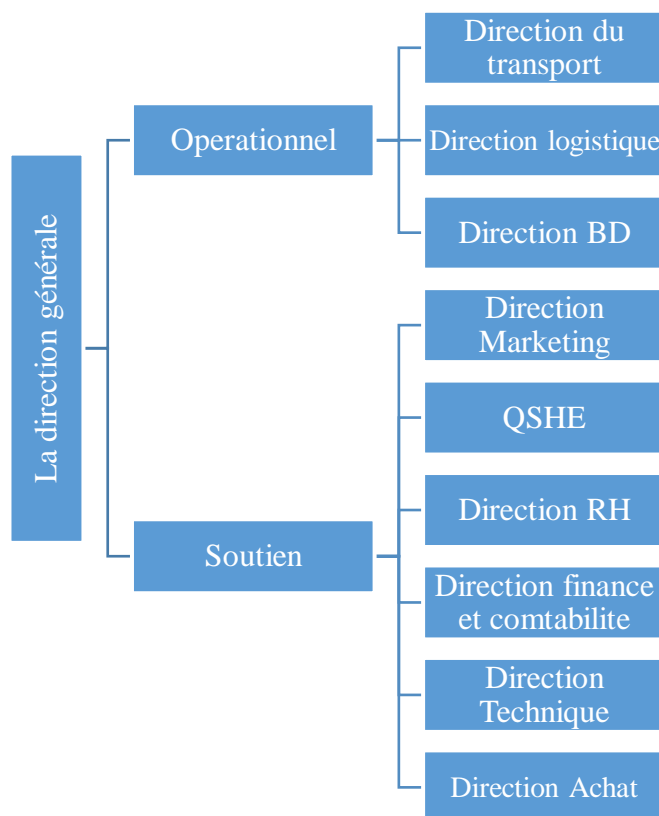 La direction générale
Operationnel
Direction du
transport
Direction logistique
Direction BD
Soutien
Direction
Marketing
QSHE
Direction RH
Direction finance
et comtabilite
Direction
Technique
Direction Achat